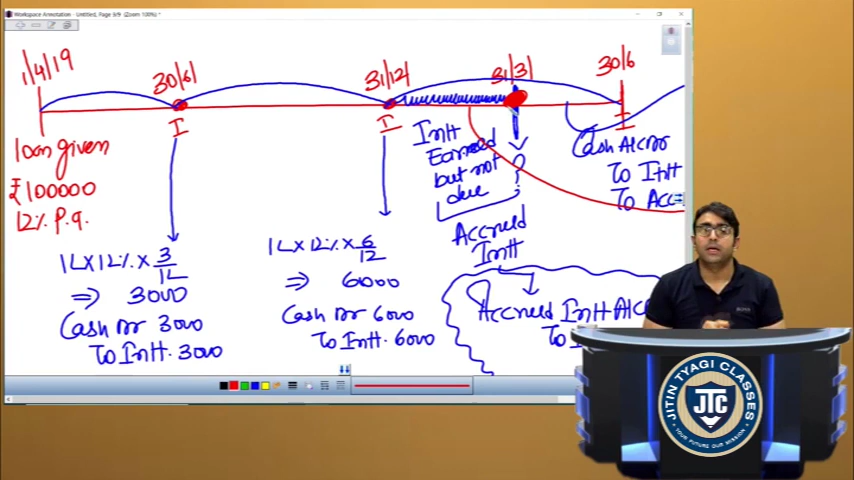 Workspace Annotation - Untitled, Page 9/9 (Zoom 100%) *
1/4/19
30/6/
31/12/
31/3/
30/6
I
I
I
loan given
₹100000
12% P.a.
1L X 12% X 3/12
⇒ 3000
Cash Dr 3000
To Intt. 3000
1L X 12% X 6/12
⇒ 6000
Cash Dr 6000
To Intt. 6000
Intt
Earned
but not
due
?
Accrued
Intt
Accrued Intt A/c
To I
Cash A/c Dr
To Intt
To Acc
JITIN TYAGI CLASSES
JTC
YOUR FUTURE OUR MISSION